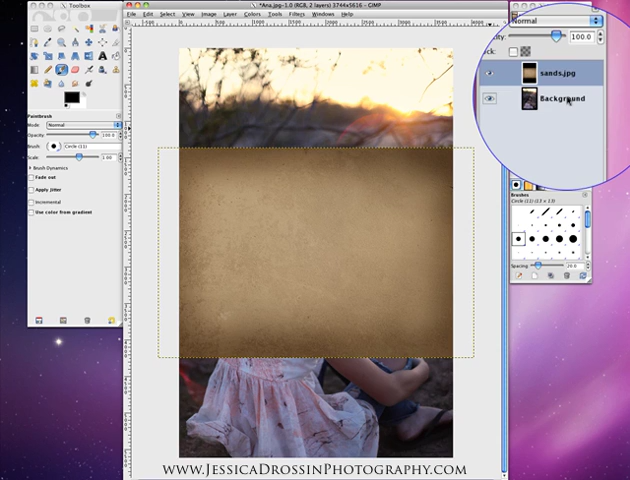 Toolbox
*Ana.jpg-1.0 (RGB, 2 layers) 3744x5616 – GIMP
File Edit Select View Image Layer Colors Tools Filters Windows Help
Normal
100.0
sands.jpg
Background
Paintbrush
Mode: Normal
Opacity: 100.0
Brush: Circle (11)
Scale: 1.00
Brush Dynamics
Fade out
Apply Jitter
Incremental
Use color from gradient
Brushes
Circle (11) (13 × 13)
Spacing: 20.0
www.JessicaDrossinPhotography.com